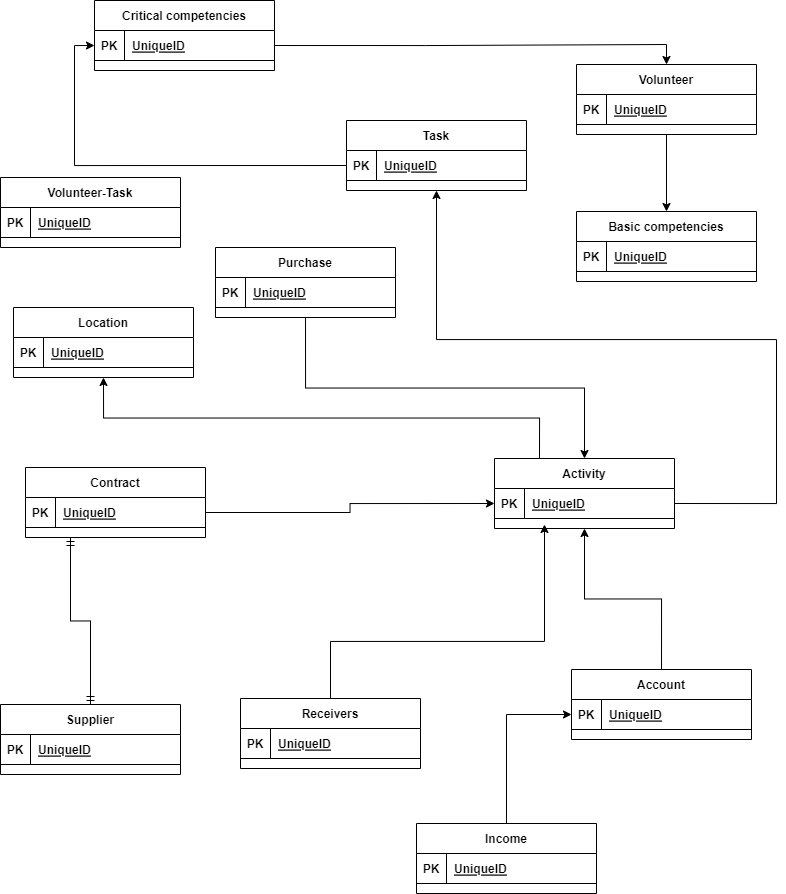 Critical competencies
PK UniqueID
Volunteer
PK UniqueID
Task
PK UniqueID
Volunteer-Task
PK UniqueID
Basic competencies
PK UniqueID
Purchase
PK UniqueID
Location
PK UniqueID
Activity
PK UniqueID
Contract
PK UniqueID
Account
PK UniqueID
Receivers
PK UniqueID
Supplier
PK UniqueID
Income
PK UniqueID